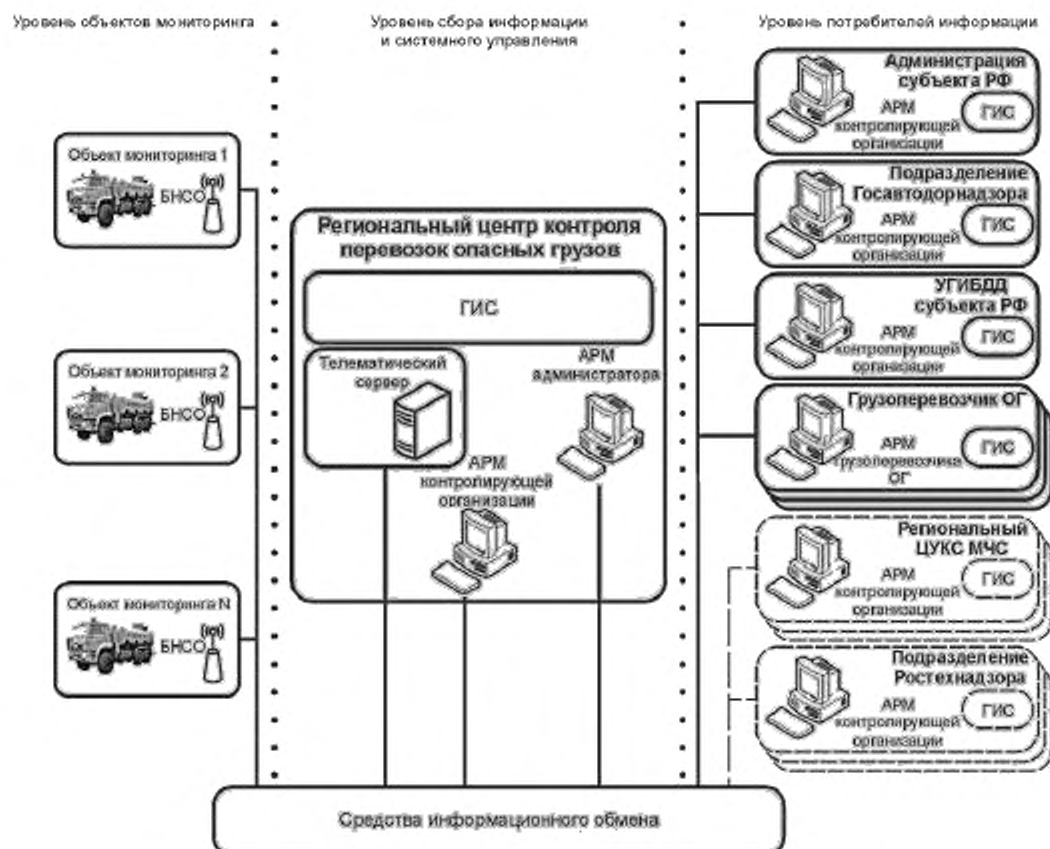 Уровень объектов мониторинга
Уровень сбора информации
и системного управления
Уровень потребителей информации
Объект мониторинга 1
БНСО
Объект мониторинга 2
БНСО
Объект мониторинга N
БНСО
Региональный центр контроля
перевозок опасных грузов
ГИС
Телематический
сервер
АРМ
администратора
АРМ
контролирующей
организации
Администрация
субъекта РФ
АРМ
контролирующей
организации
ГИС
Подразделение
Госавтодорнадзора
АРМ
контролирующей
организации
ГИС
УГИБДД
субъекта РФ
АРМ
контролирующей
организации
ГИС
Грузоперевозчик ОГ
АРМ
грузоперевозчика
ОГ
ГИС
Региональный
ЦУКС МЧС
АРМ
контролирующей
организации
ГИС
Подразделение
Ростехнадзора
АРМ
контролирующей
организации
ГИС
Средства информационного обмена